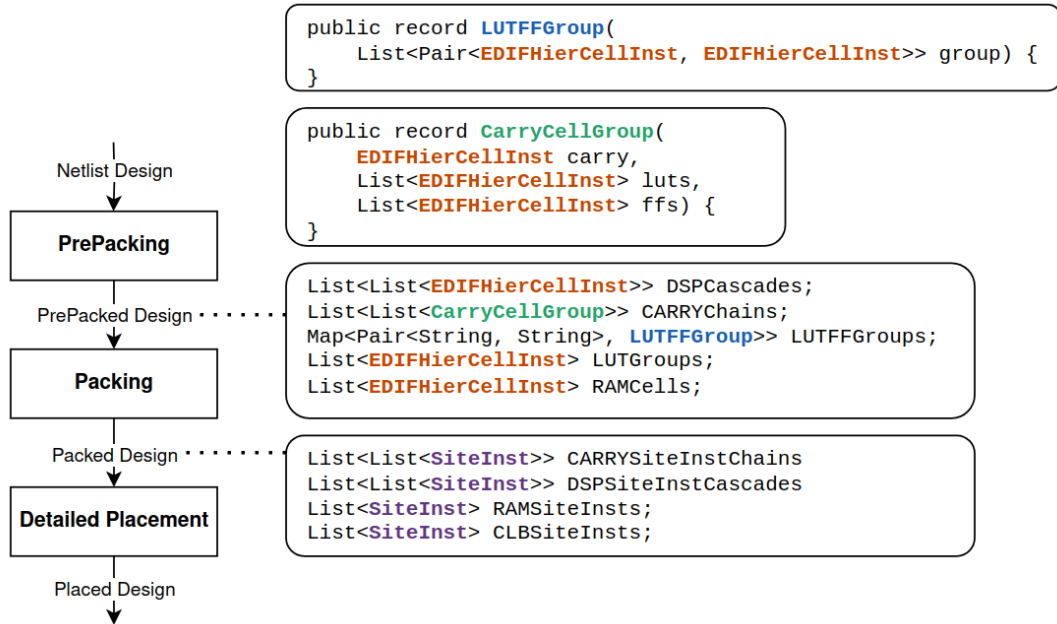 public record LUTFFGroup(
    List<Pair<EDIFHierCellInst, EDIFHierCellInst>> group) {
}
public record CarryCellGroup(
    EDIFHierCellInst carry,
    List<EDIFHierCellInst> luts,
    List<EDIFHierCellInst> ffs) {
}
Netlist Design
PrePacking
PrePacked Design
List<List<EDIFHierCellInst>> DSPCascades;
List<List<CarryCellGroup>> CARRYChains;
Map<Pair<String, String>, LUTFFGroup>> LUTFFGroups;
List<EDIFHierCellInst> LUTGroups;
List<EDIFHierCellInst> RAMCells;
Packing
Packed Design
List<List<SiteInst>> CARRYSiteInstChains
List<List<SiteInst>> DSPSiteInstCascades
List<SiteInst> RAMSiteInsts;
List<SiteInst> CLBSiteInsts;
Detailed Placement
Placed Design